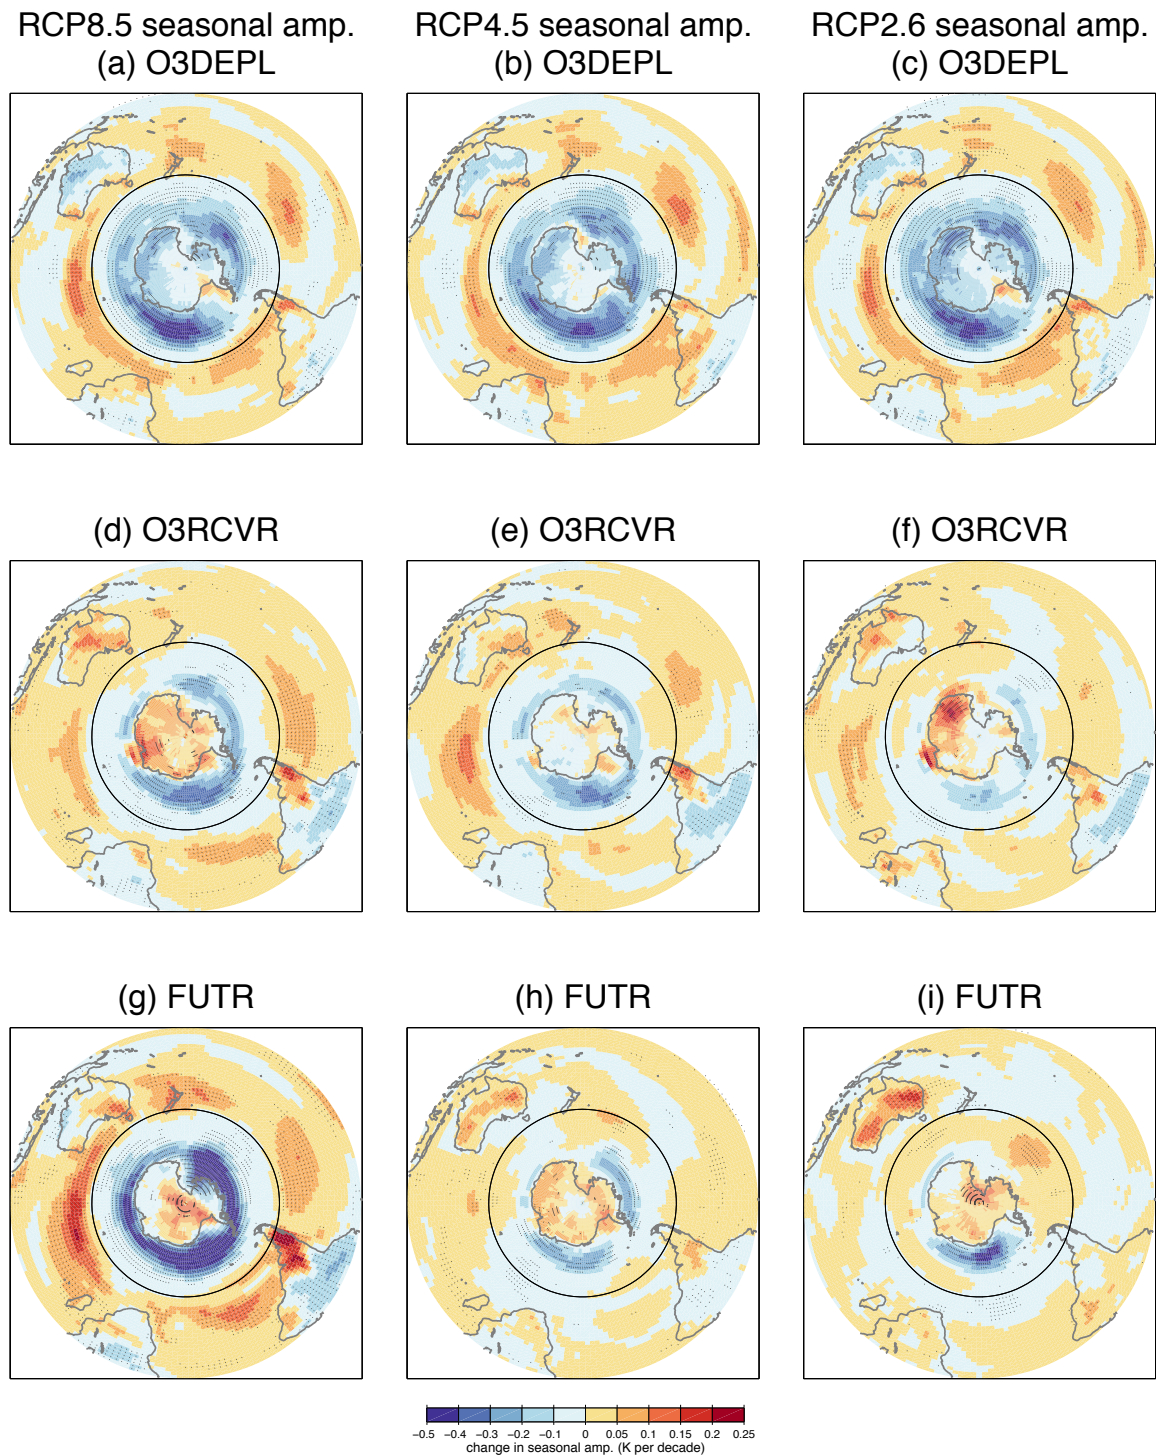 RCP8.5 seasonal amp.
(a) O3DEPL
RCP4.5 seasonal amp.
(b) O3DEPL
RCP2.6 seasonal amp.
(c) O3DEPL
(d) O3RCVR
(e) O3RCVR
(f) O3RCVR
(g) FUTR
(h) FUTR
(i) FUTR
−0.5 −0.4 −0.3 −0.2 −0.1 0 0.05 0.1 0.15 0.2 0.25
change in seasonal amp. (K per decade)